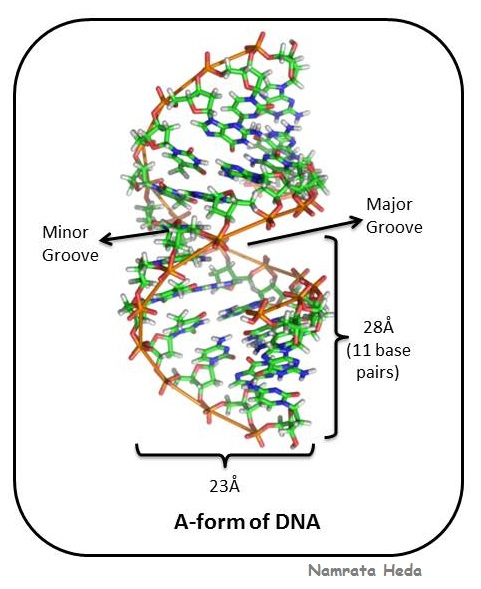 Major
Groove
Minor
Groove
28Å
(11 base
pairs)
23Å
A-form of DNA
Namrata Heda